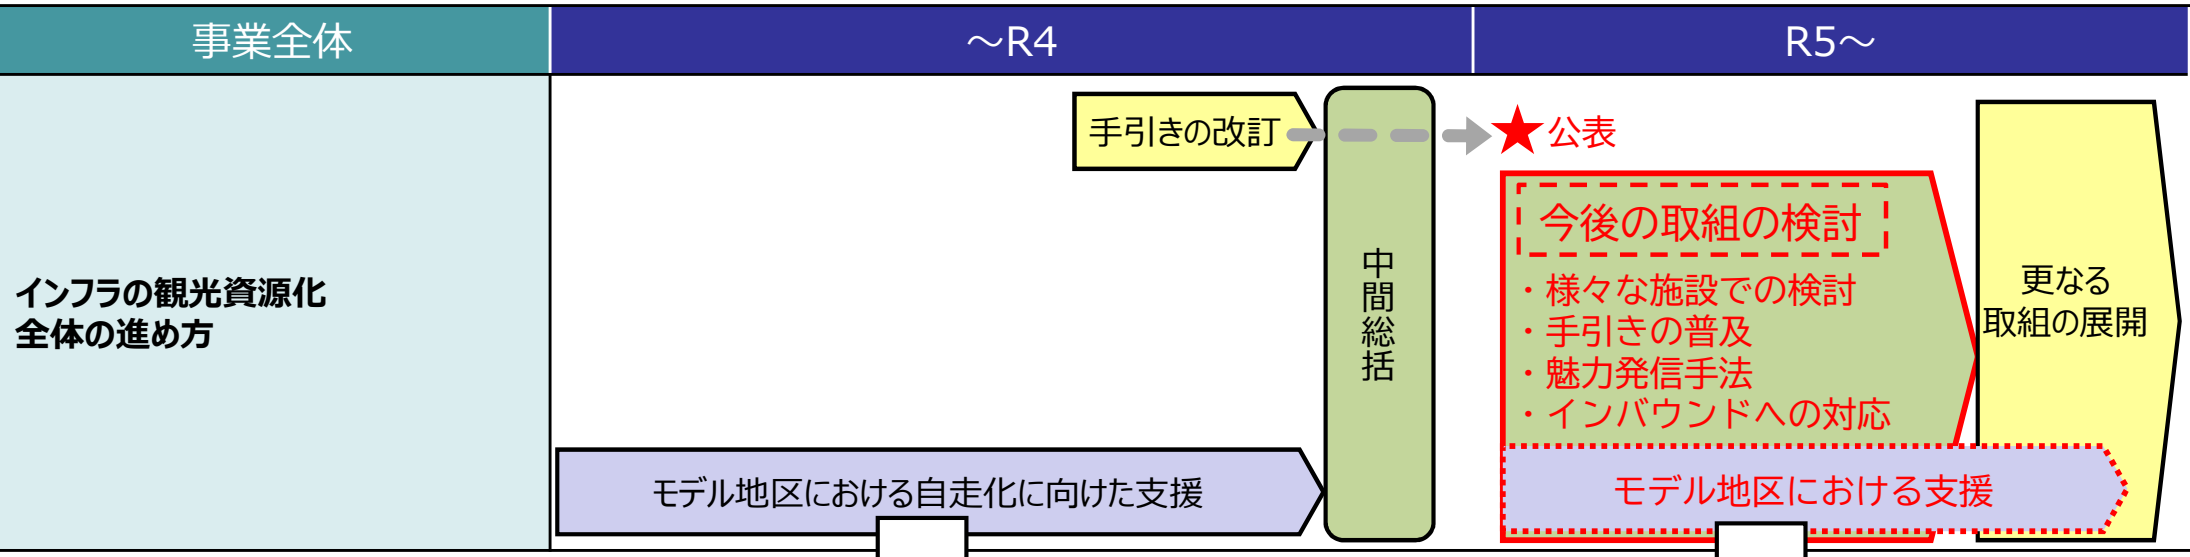 事業全体
～R4
R5～
インフラの観光資源化
全体の進め方
手引きの改訂
中間総括
★公表
今後の取組の検討
・様々な施設での検討
・手引きの普及
・魅力発信手法
・インバウンドへの対応
更なる
取組の展開
モデル地区における自走化に向けた支援
モデル地区における支援